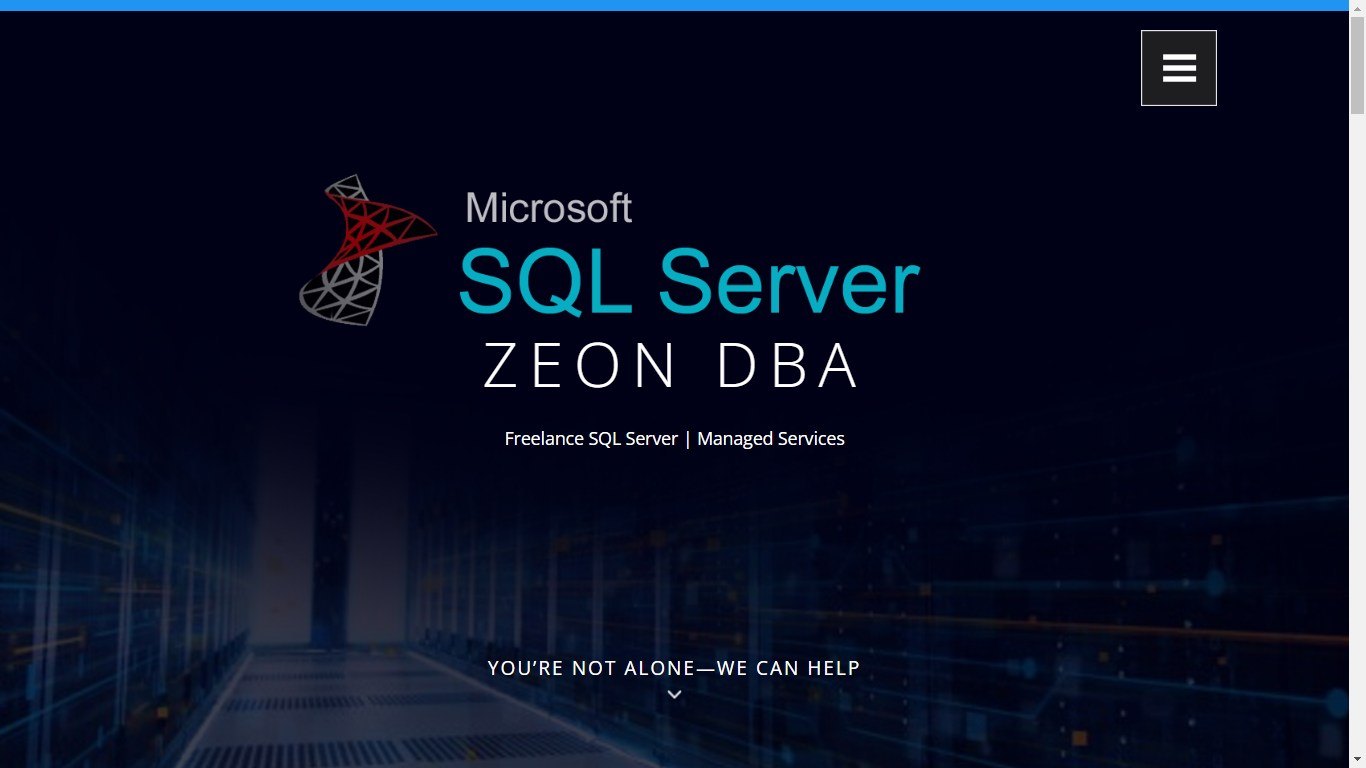 Microsoft
SQL Server
ZEON DBA
Freelance SQL Server | Managed Services
YOU’RE NOT ALONE—WE CAN HELP